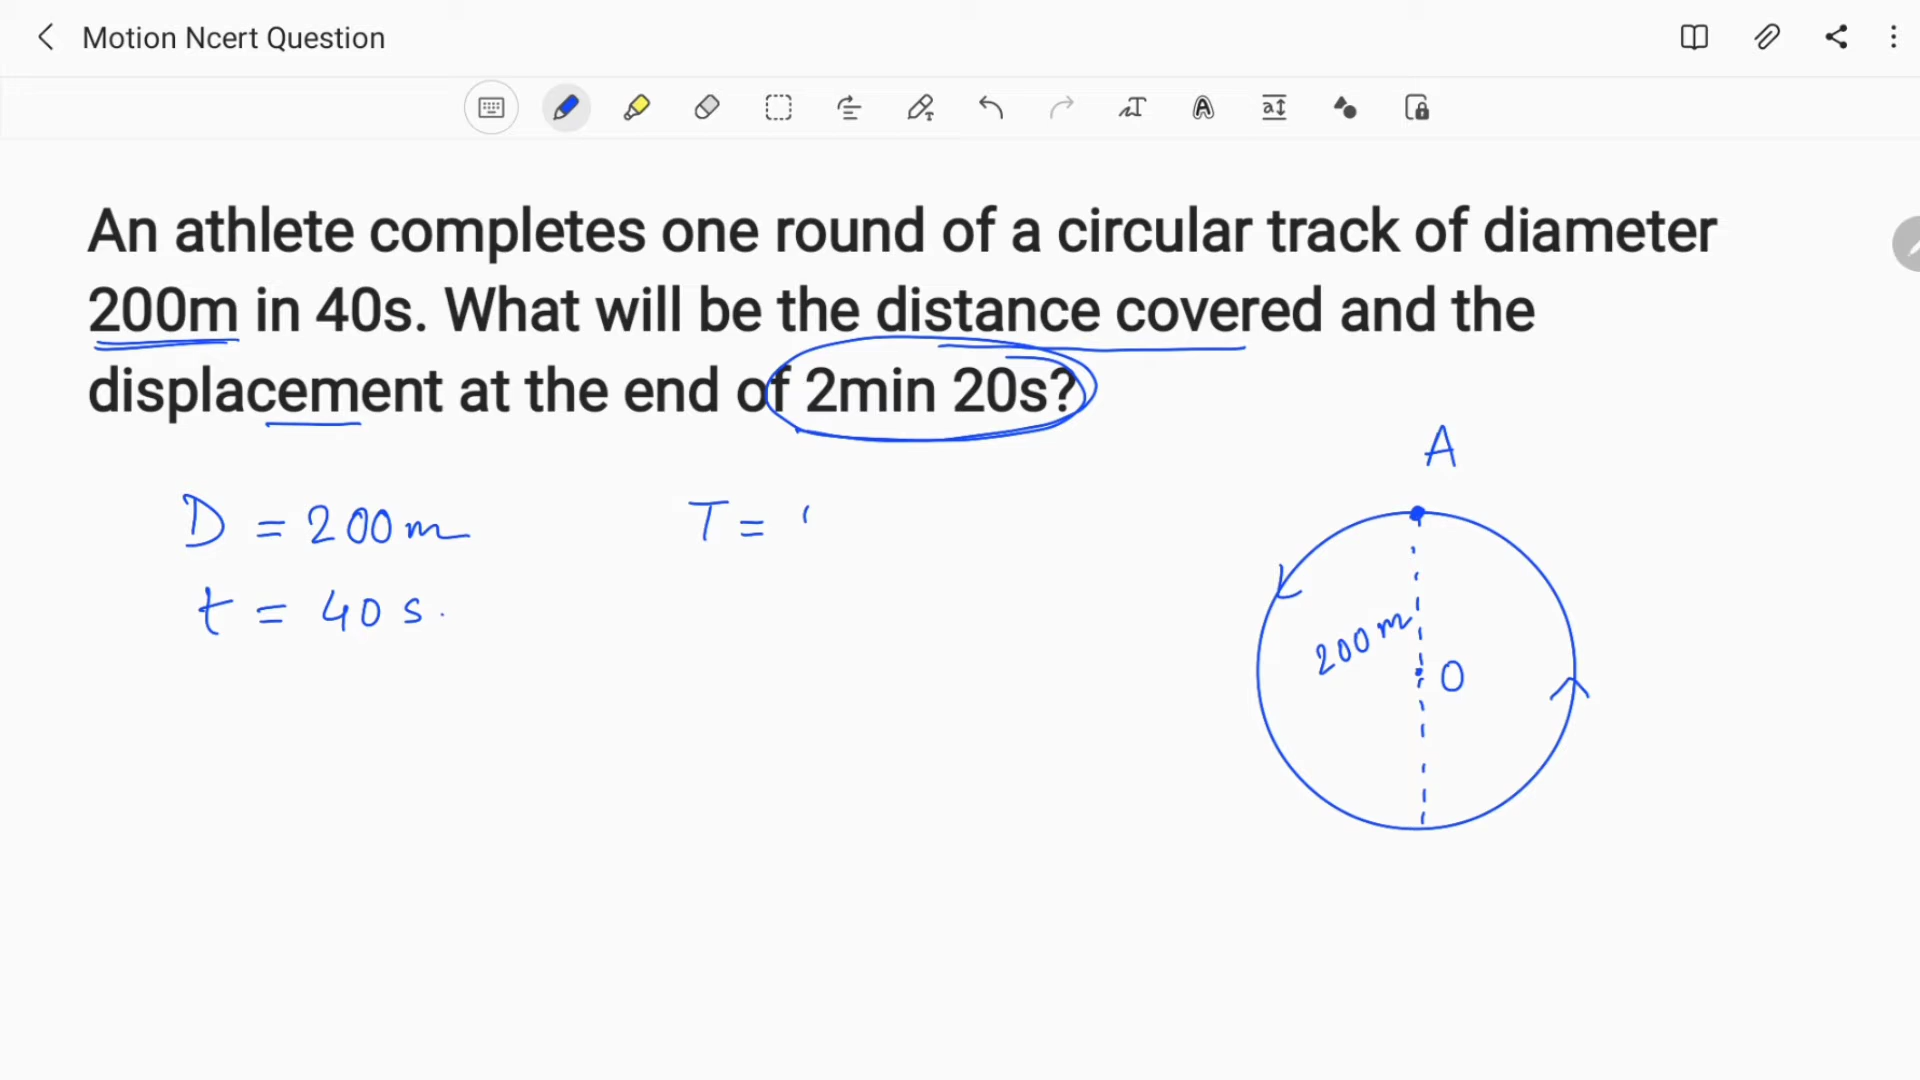 Motion Ncert Question
An athlete completes one round of a circular track of diameter
200m in 40s. What will be the distance covered and the
displacement at the end of 2min 20s?
A
D = 200m
T =
t = 40 s.
200 m
O